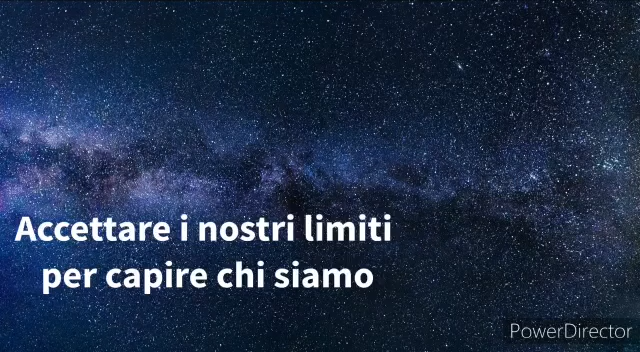 Accettare i nostri limiti
per capire chi siamo
PowerDirector